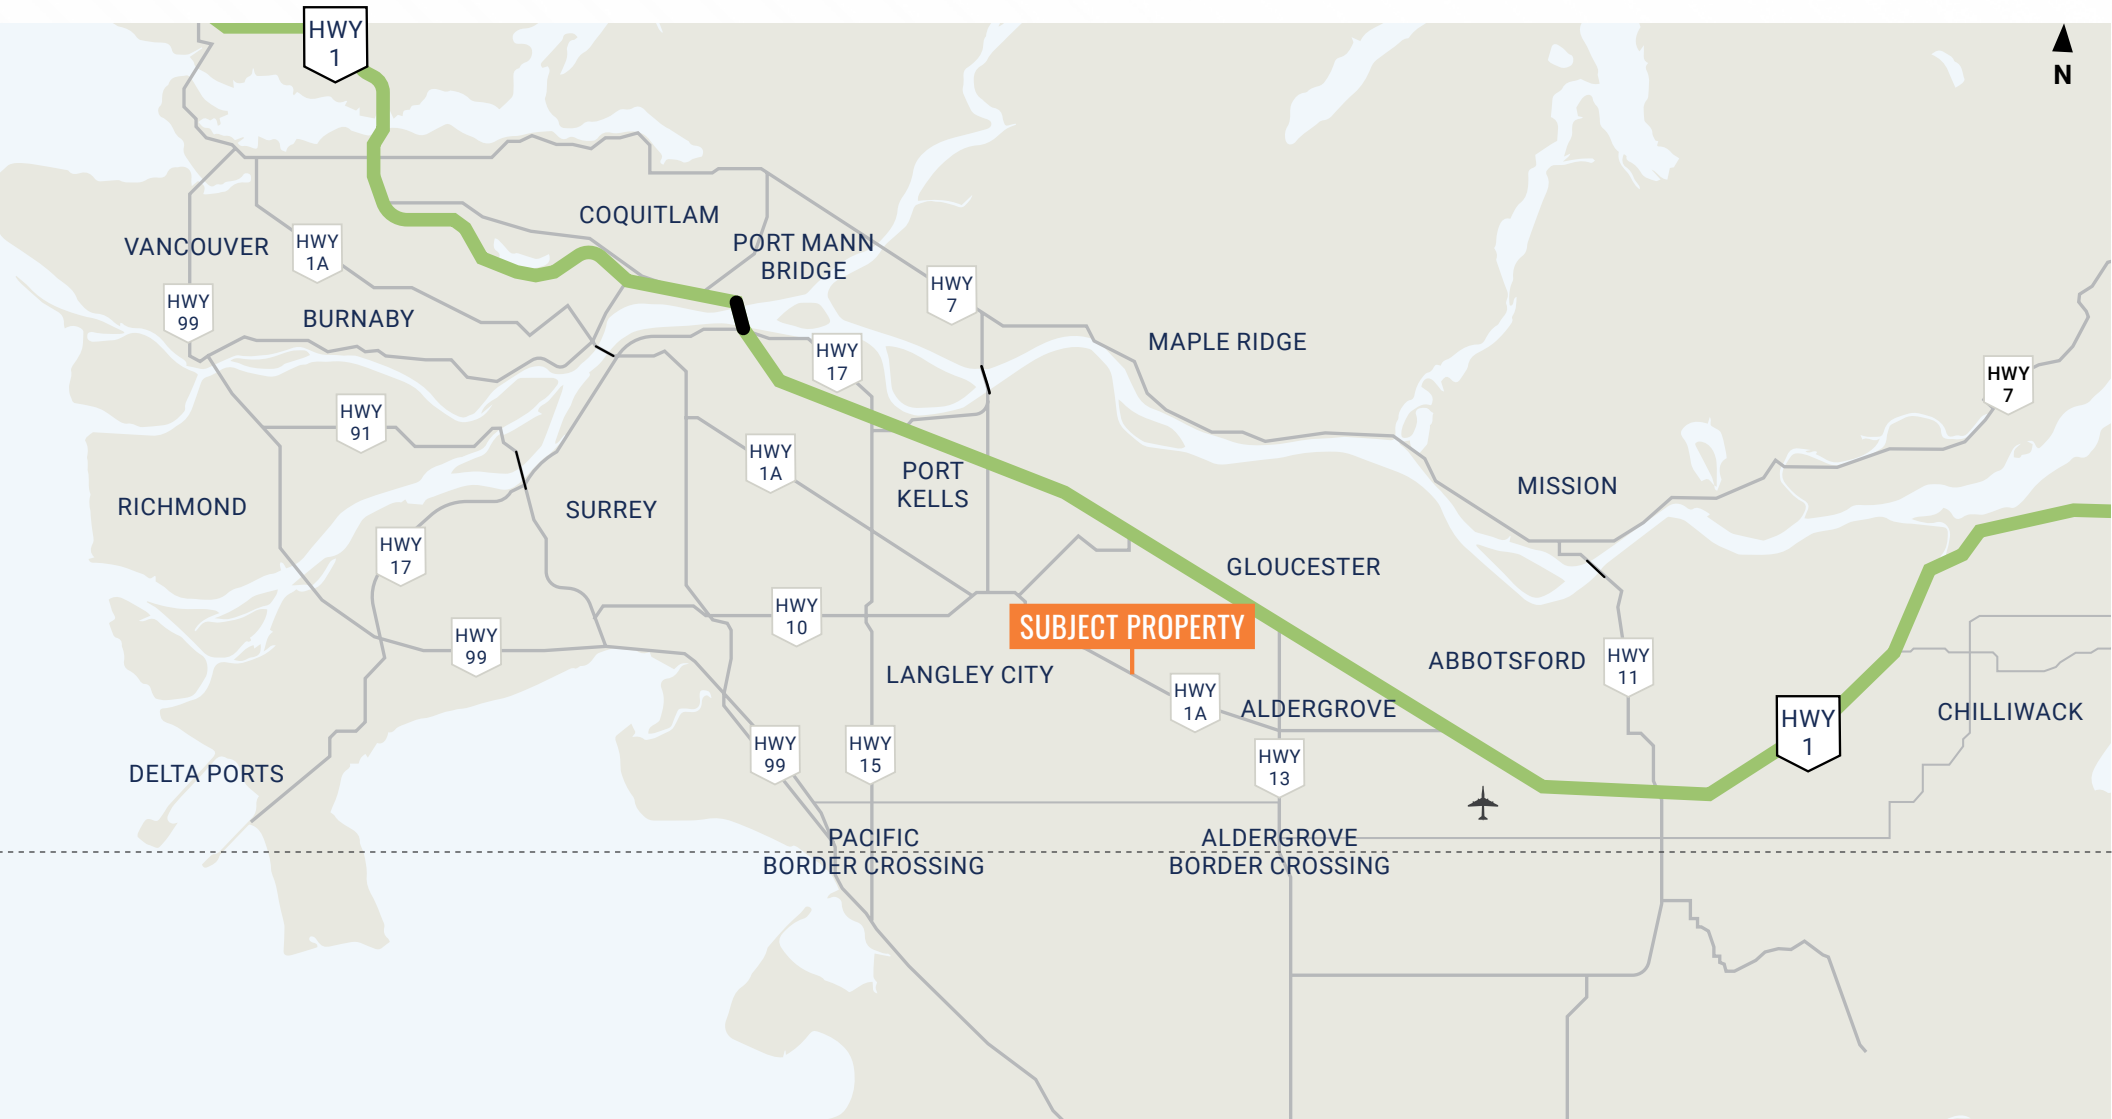 HWY
1
N
COQUITLAM
VANCOUVER
HWY
1A
PORT MANN
BRIDGE
HWY
99
BURNABY
HWY
7
HWY
17
MAPLE RIDGE
HWY
7
HWY
91
HWY
1A
PORT
KELLS
MISSION
RICHMOND
SURREY
HWY
17
GLOUCESTER
HWY
10
SUBJECT PROPERTY
HWY
99
LANGLEY CITY
ABBOTSFORD
HWY
11
HWY
1A
ALDERGROVE
HWY
1
CHILLIWACK
HWY
99
HWY
15
HWY
13
DELTA PORTS
PACIFIC
BORDER CROSSING
ALDERGROVE
BORDER CROSSING